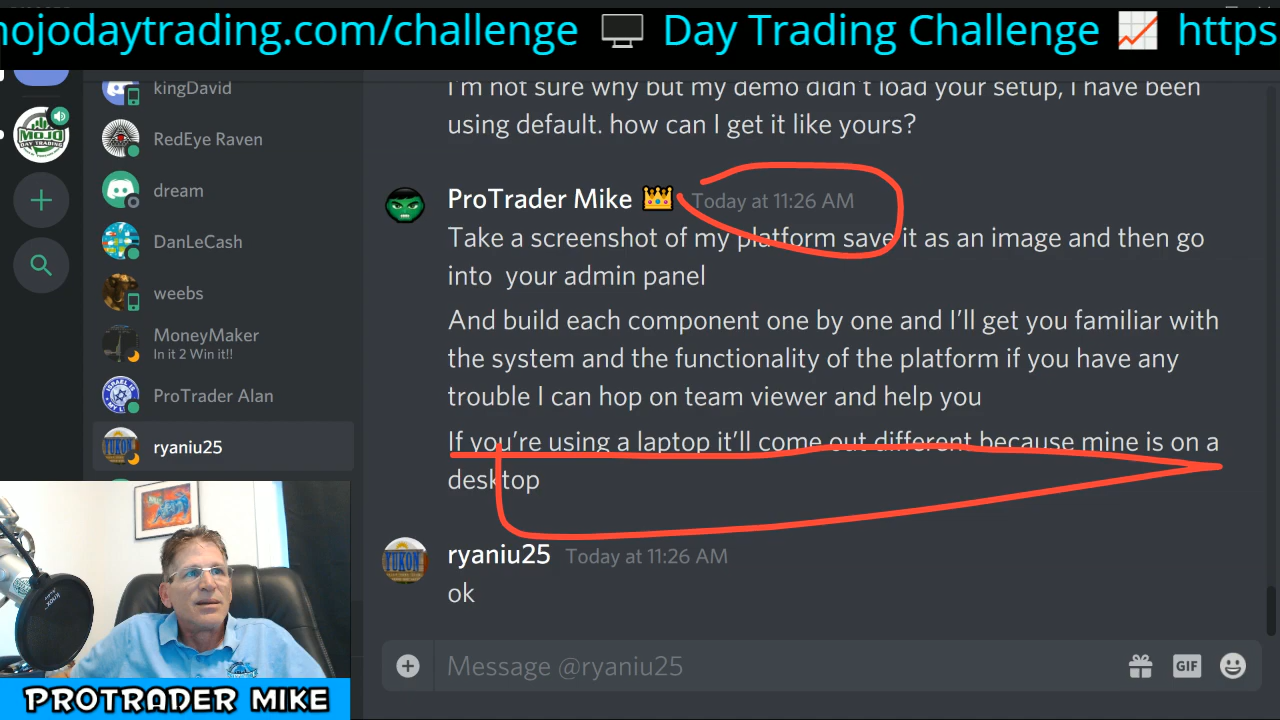 mojodaytrading.com/challenge 🖥️ Day Trading Challenge 📈 https
kingDavid
RedEye Raven
dream
DanLeCash
weebs
MoneyMaker
In it 2 Win it!!
ProTrader Alan
ryaniu25
MOJO
DAY TRADING
I'm not sure why but my demo didn't load your setup, I have been
using default. how can I get it like yours?
ProTrader Mike 👑 Today at 11:26 AM
Take a screenshot of my platform save it as an image and then go
into your admin panel
And build each component one by one and I'll get you familiar with
the system and the functionality of the platform if you have any
trouble I can hop on team viewer and help you
If you're using a laptop it'll come out different because mine is on a
desktop
YUKON
ryaniu25 Today at 11:26 AM
ok
Message @ryaniu25
GIF
PROTRADER MIKE